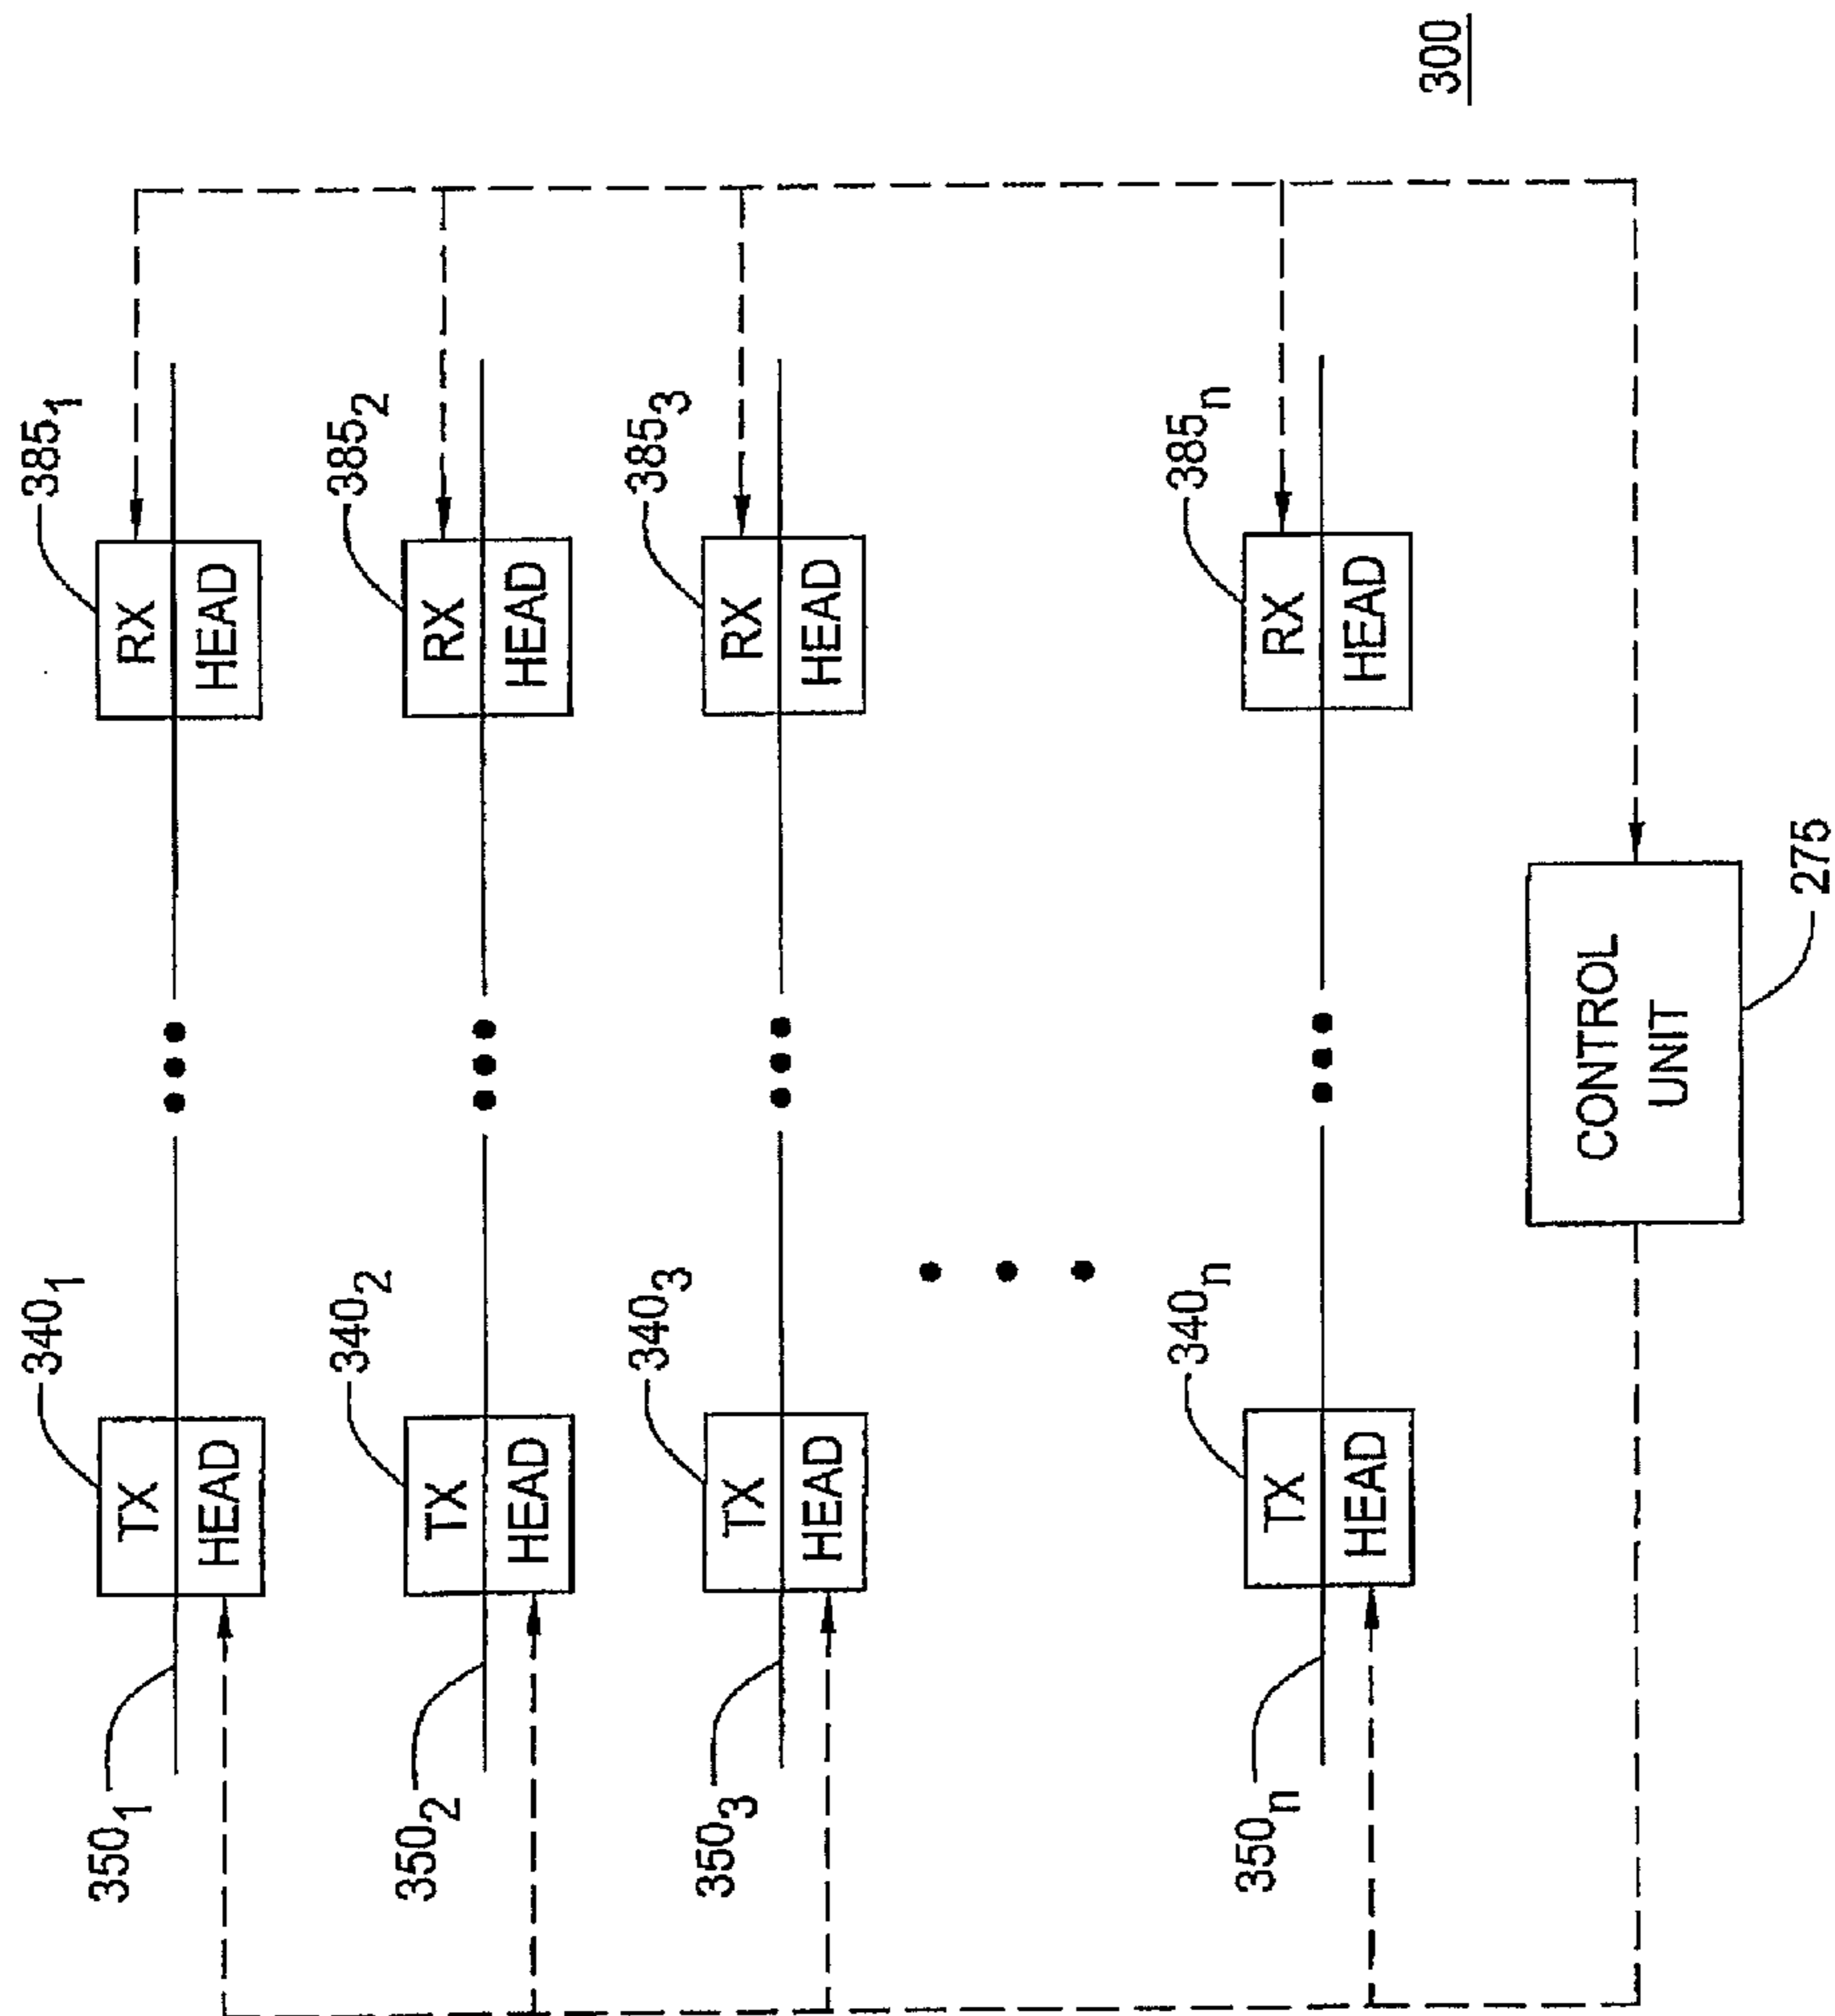 350₁
340₁
385₁
TX
HEAD
RX
HEAD
350₂
340₂
385₂
TX
HEAD
RX
HEAD
350₃
340₃
385₃
TX
HEAD
RX
HEAD
350ₙ
340ₙ
385ₙ
TX
HEAD
RX
HEAD
CONTROL
UNIT
275
300